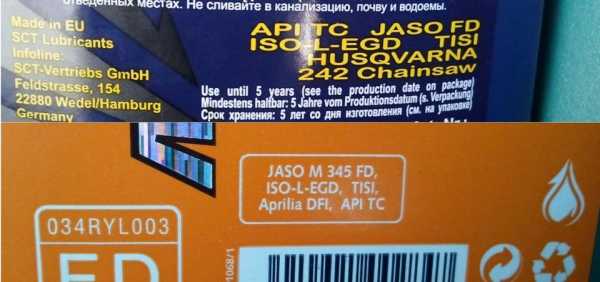 отведенных местах. Не сливайте в канализацию, почву и водоемы.
Made in EU
SCT Lubricants
Infoline:
SCT-Vertriebs GmbH
Feldstrasse, 154
22880 Wedel/Hamburg
Germany
API TC JASO FD
ISO-L-EGD TISI
HUSQVARNA
242 Chainsaw
Use until 5 years (see the production date on package)
Mindestens haltbar: 5 Jahre vom Produktionsdatum (s. Verpackung)
Срок хранения: 5 лет со дня изготовления (см. на упаковке)
JASO M 345 FD,
ISO-L-EGD, TISI,
Aprilia DFI, API TC
034RYL003
FD
1068/1